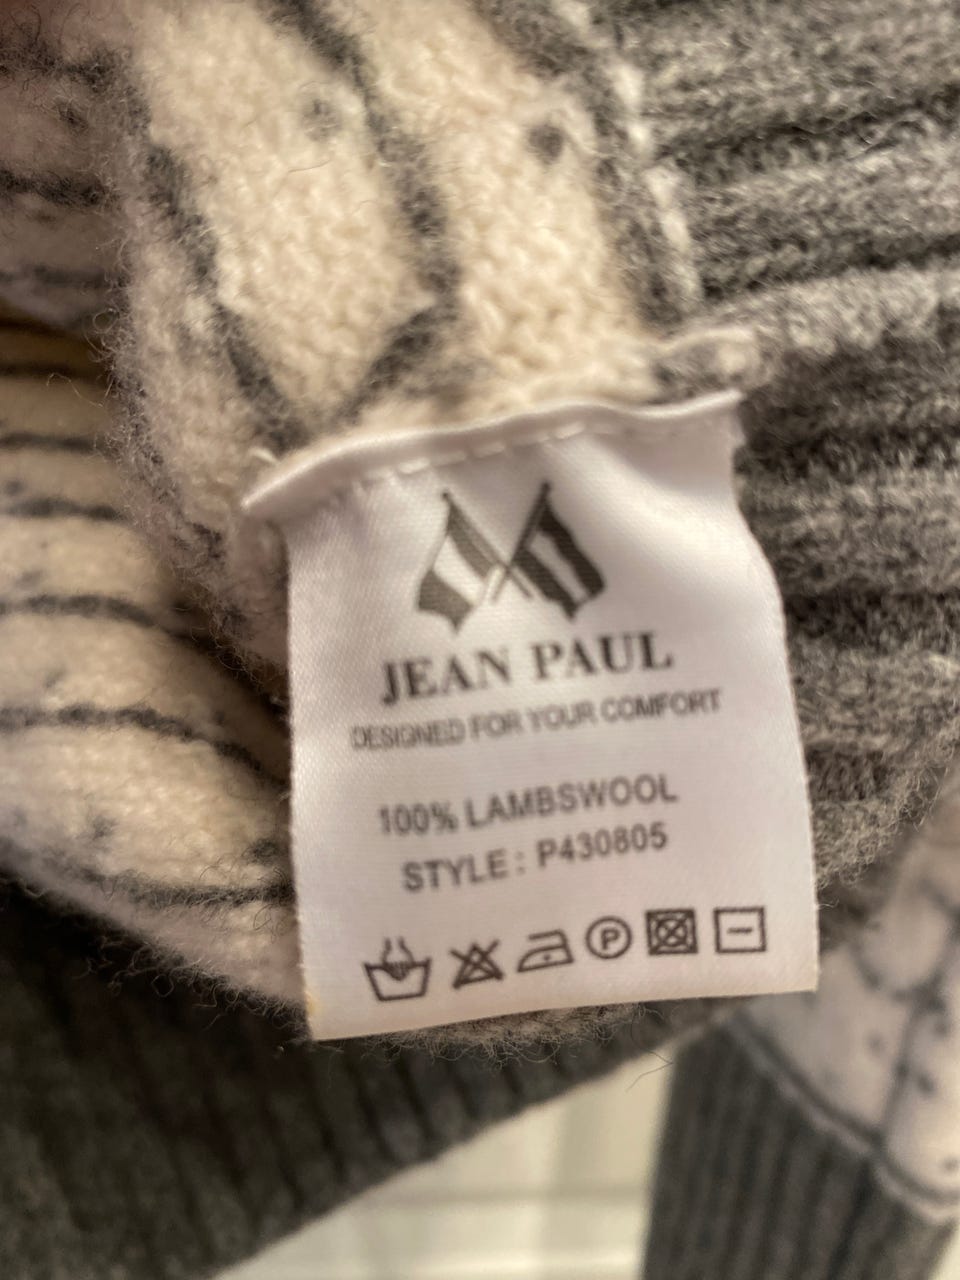 JEAN PAUL
DESIGNED FOR YOUR COMFORT
100% LAMBSWOOL
STYLE : P430805
P